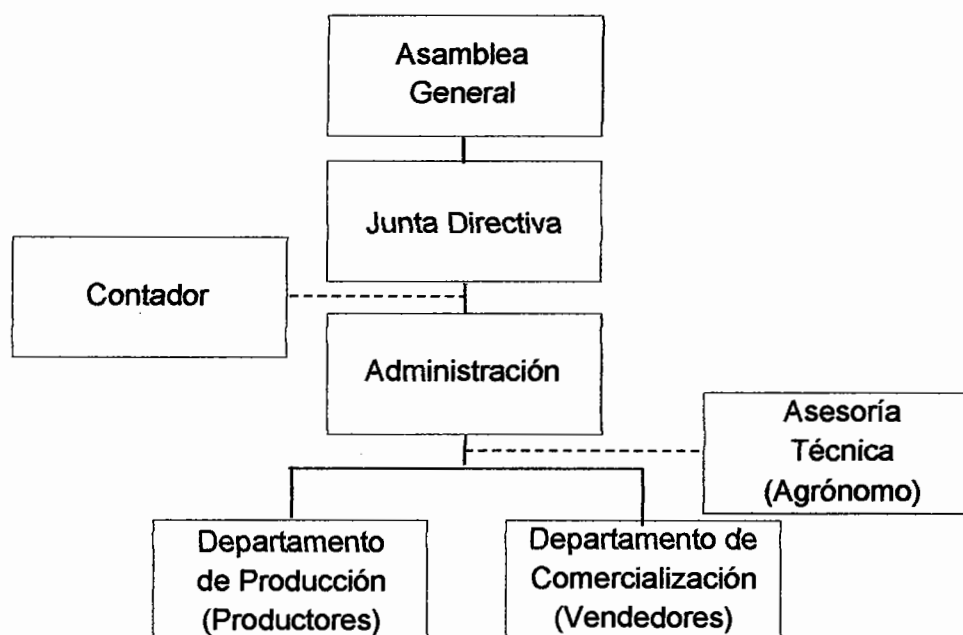 Asamblea
General
Junta Directiva
Contador
Administración
Asesoría
Técnica
(Agrónomo)
Departamento
de Producción
(Productores)
Departamento de
Comercialización
(Vendedores)